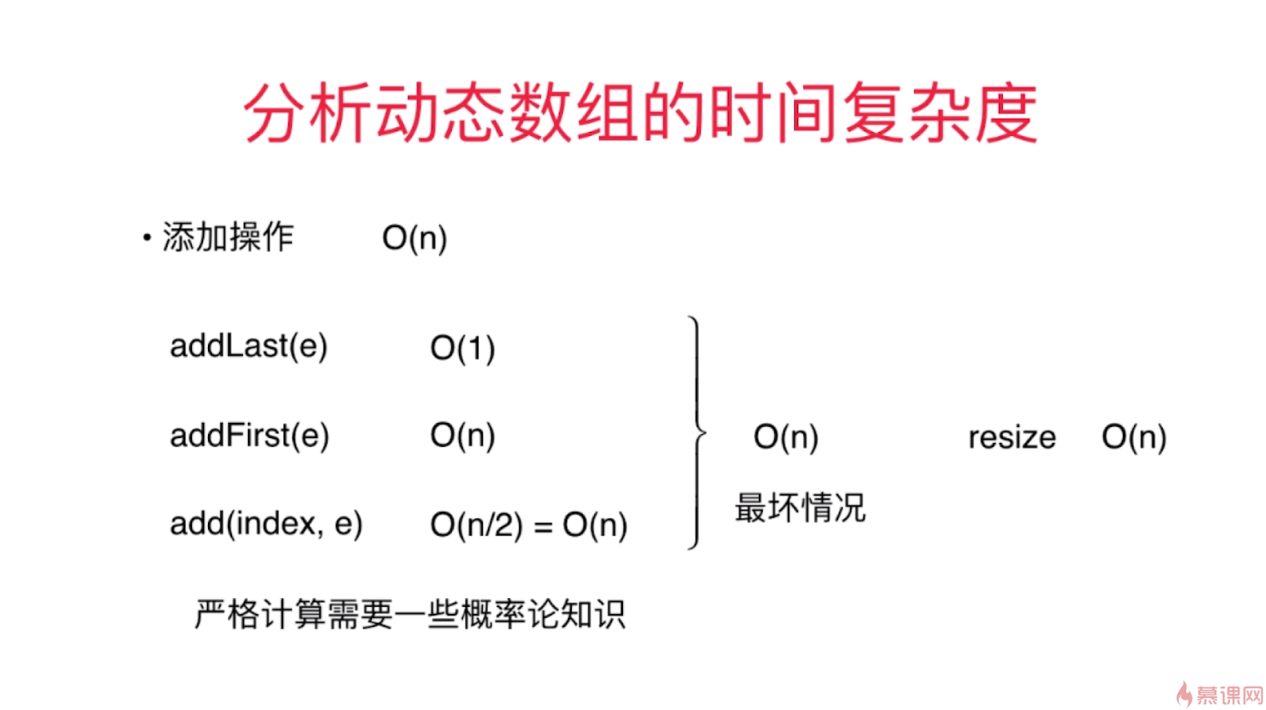 分析动态数组的时间复杂度
• 添加操作 O(n)
addLast(e) O(1)
addFirst(e) O(n)
O(n) resize O(n)
add(index, e) O(n/2) = O(n)
最坏情况
严格计算需要一些概率论知识
慕课网